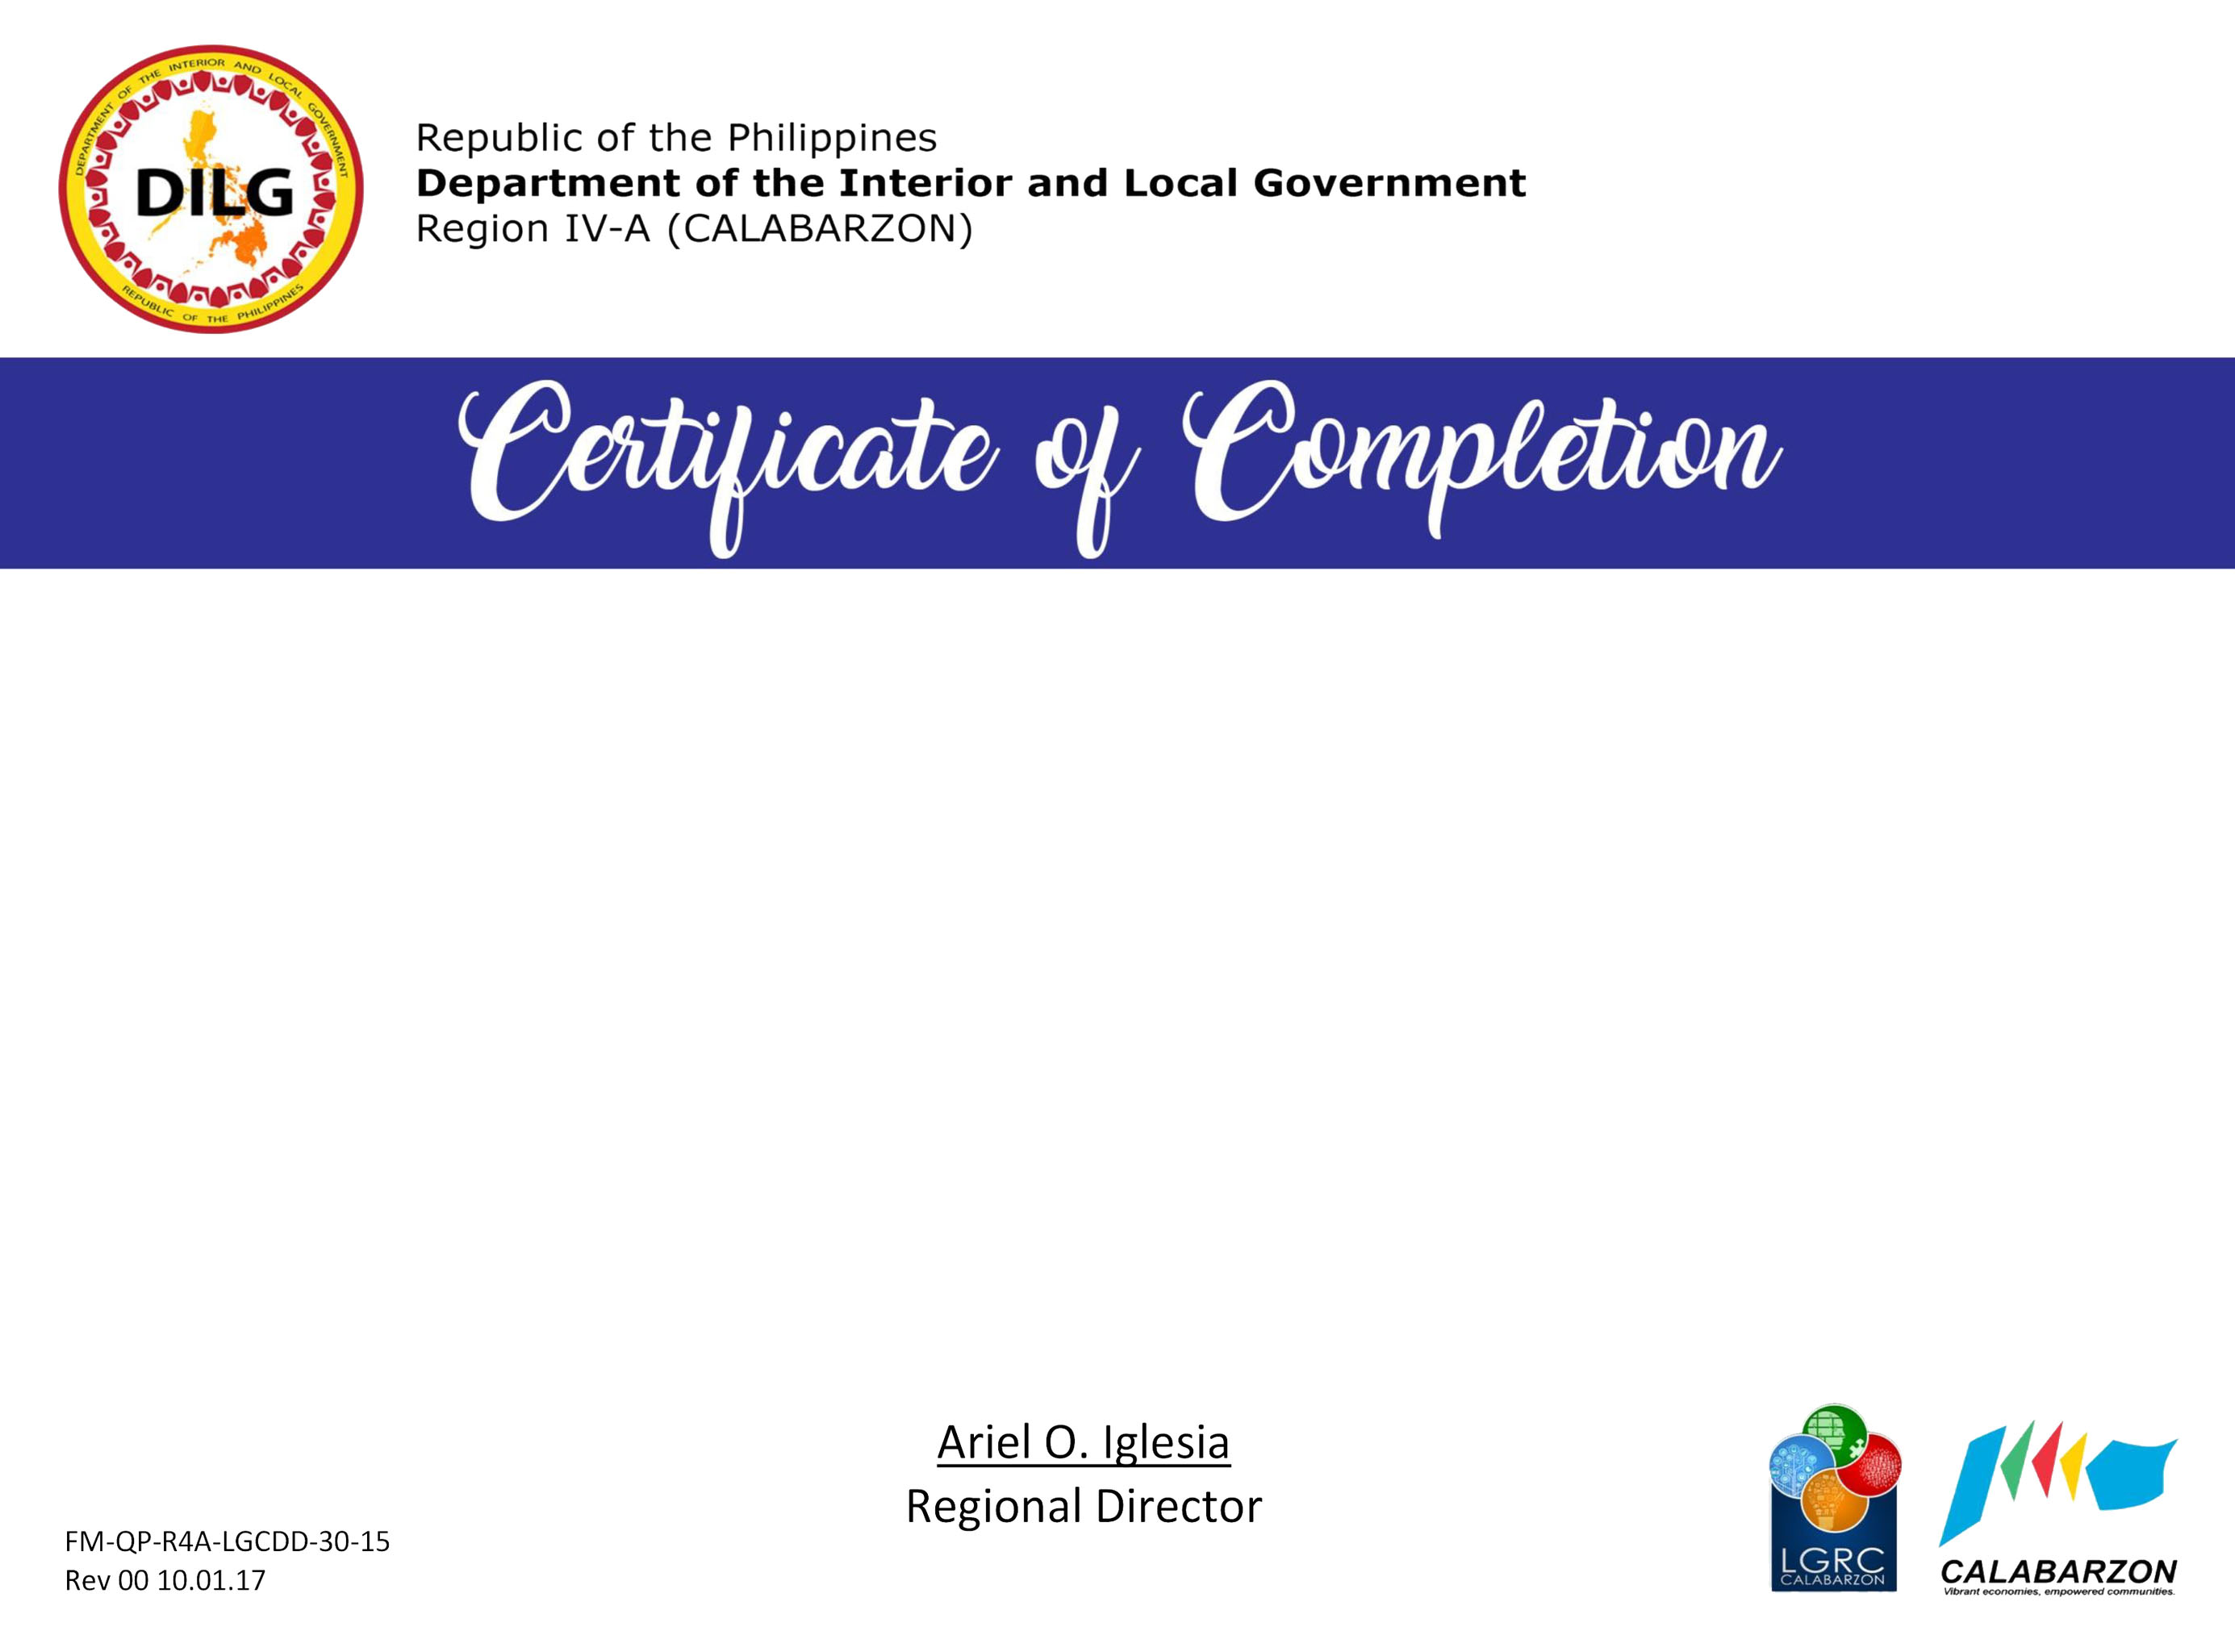 DEPARTMENT OF THE INTERIOR AND LOCAL GOVERNMENT
DILG
REPUBLIC OF THE PHILIPPINES
Republic of the Philippines
Department of the Interior and Local Government
Region IV-A (CALABARZON)
Certificate of Completion
Ariel O. Iglesia
Regional Director
FM-QP-R4A-LGCDD-30-15
Rev 00 10.01.17
LGRC
CALABARZON
CALABARZON
Vibrant economies, empowered communities.